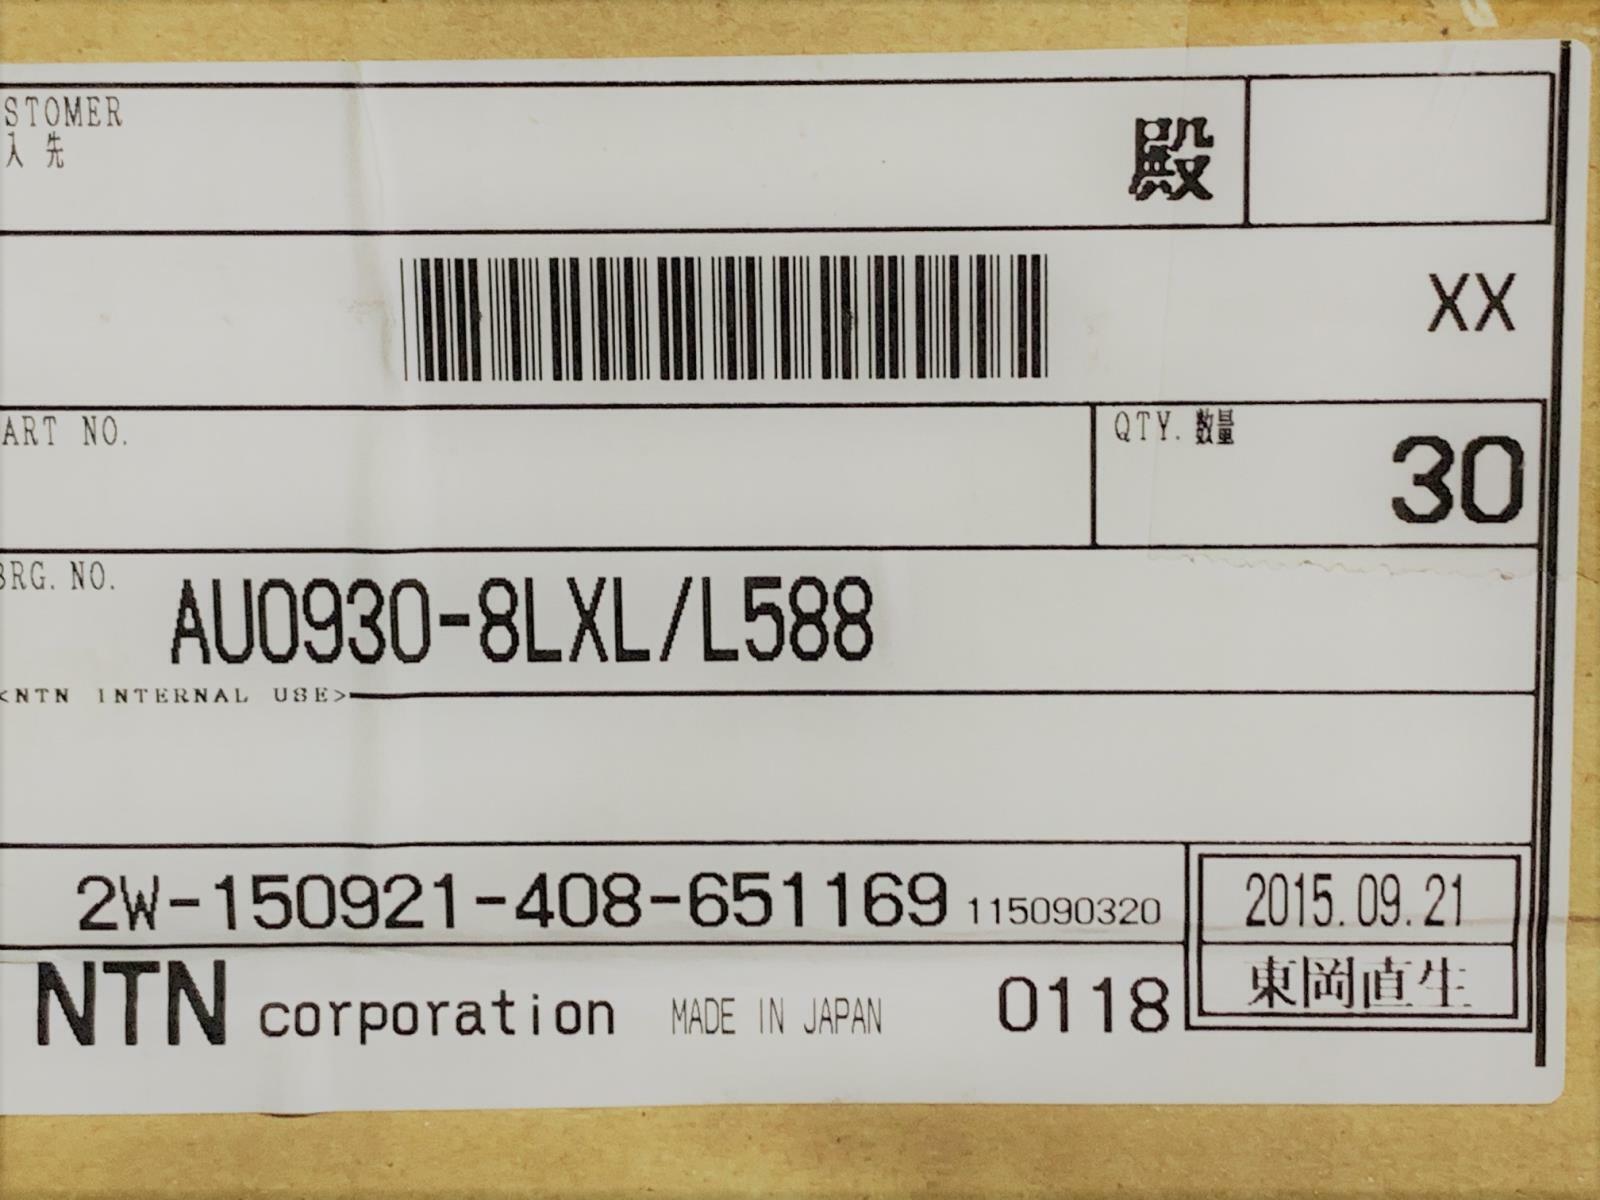 STOMER
入先
殿
XX
ART NO.
QTY. 数量
30
BRG. NO.
AU0930-8LXL/L588
<NTN INTERNAL USE>
2W-150921-408-651169 115090320
2015.09.21
NTN corporation MADE IN JAPAN 0118
東岡直生